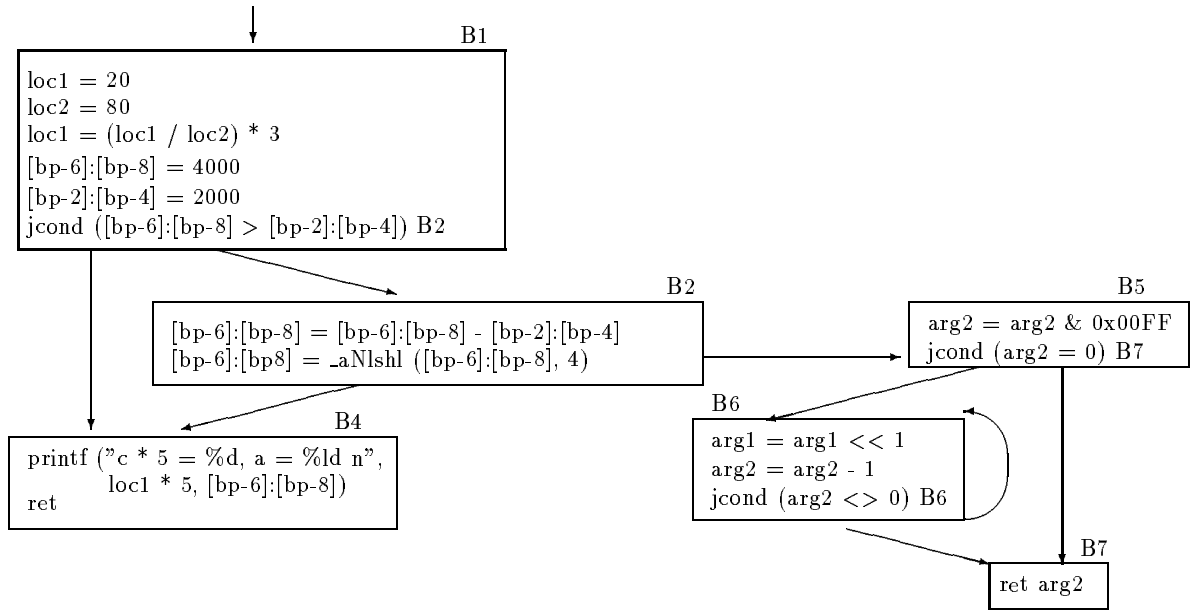 B1
loc1 = 20
loc2 = 80
loc1 = (loc1 / loc2) * 3
[bp-6]:[bp-8] = 4000
[bp-2]:[bp-4] = 2000
jcond ([bp-6]:[bp-8] > [bp-2]:[bp-4]) B2
B2
[bp-6]:[bp-8] = [bp-6]:[bp-8] - [bp-2]:[bp-4]
[bp-6]:[bp8] = _aNlshl ([bp-6]:[bp-8], 4)
B5
arg2 = arg2 & 0x00FF
jcond (arg2 = 0) B7
B4
printf ("c * 5 = %d, a = %ld n",
loc1 * 5, [bp-6]:[bp-8])
ret
B6
arg1 = arg1 << 1
arg2 = arg2 - 1
jcond (arg2 <> 0) B6
B7
ret arg2